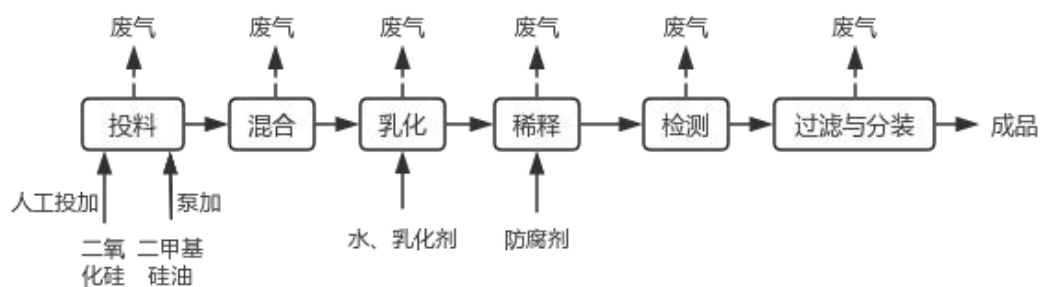 废气 废气 废气 废气 废气 废气
投料 混合 乳化 稀释 检测 过滤与分装 成品
人工投加 泵加
二氧化硅 二甲基硅油 水、乳化剂 防腐剂